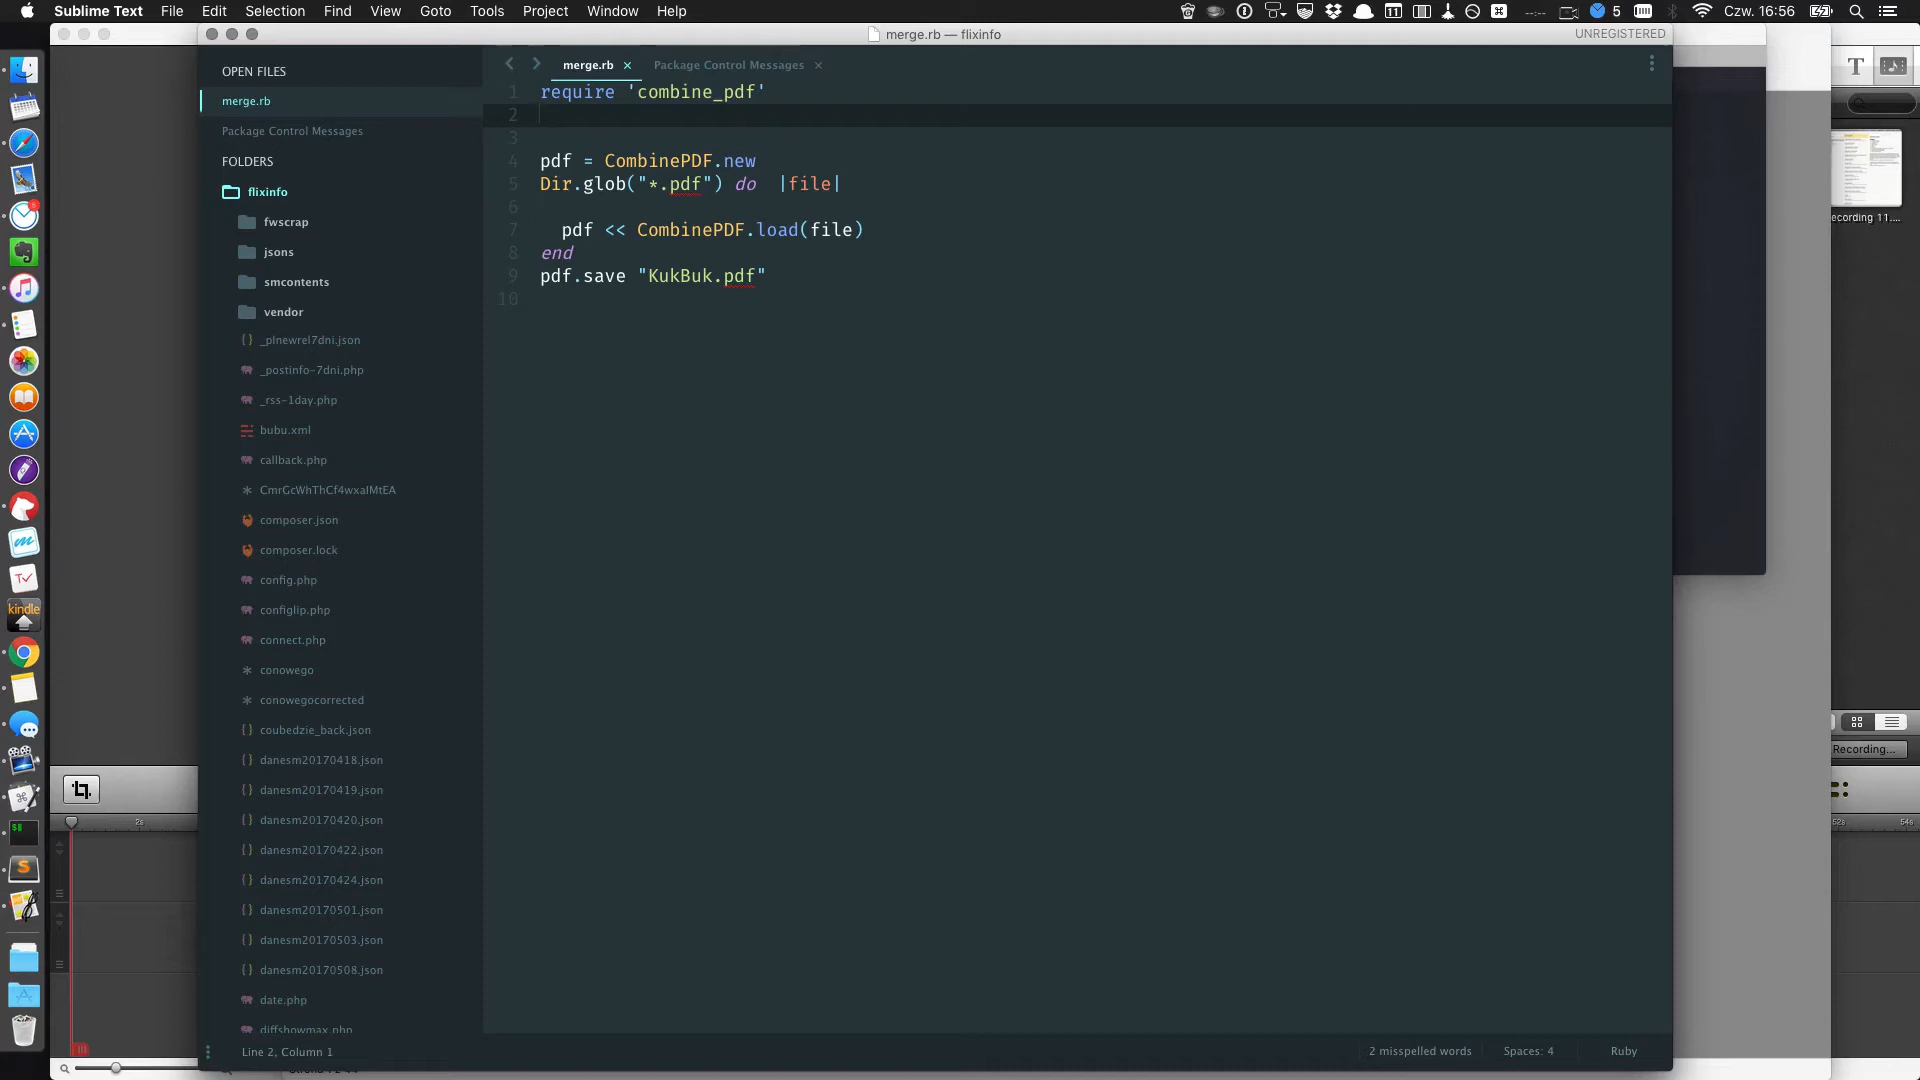 Sublime Text File Edit Selection Find View Goto Tools Project Window Help
11 5 Czw. 16:56
merge.rb — flixinfo
UNREGISTERED
OPEN FILES
merge.rb
Package Control Messages
FOLDERS
flixinfo
fwscrap
jsons
smcontents
vendor
_plnewrel7dni.json
_postinfo-7dni.php
_rss-1day.php
bubu.xml
callback.php
CmrGcWhThCf4wxaIMtEA
composer.json
composer.lock
config.php
configlip.php
connect.php
conowego
conowegocorrected
coubedzie_back.json
danesm20170418.json
danesm20170419.json
danesm20170420.json
danesm20170422.json
danesm20170424.json
danesm20170501.json
danesm20170503.json
danesm20170508.json
date.php
diffshowmax.php
merge.rb × Package Control Messages ×
1 require 'combine_pdf'
2
3
4 pdf = CombinePDF.new
5 Dir.glob("*.pdf") do |file|
6
7 pdf << CombinePDF.load(file)
8 end
9 pdf.save "KukBuk.pdf"
10
Line 2, Column 1
2 misspelled words Spaces: 4 Ruby
T
ecording 11....
Recording...
52s 54s
2s
kindle